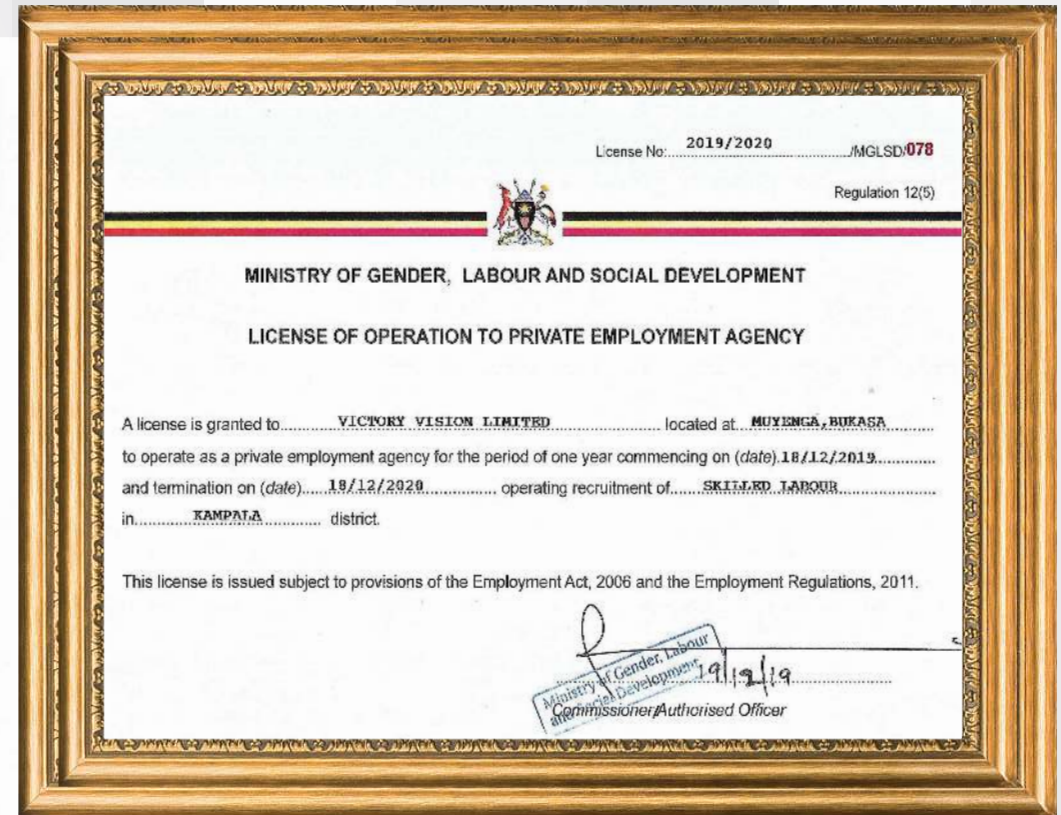 License No: 2019/2020 /MGLSD/078
Regulation 12(5)
MINISTRY OF GENDER, LABOUR AND SOCIAL DEVELOPMENT
LICENSE OF OPERATION TO PRIVATE EMPLOYMENT AGENCY
A license is granted to VICTORY VISION LIMITED located at MUYENGA, BUKASA
to operate as a private employment agency for the period of one year commencing on (date) 18/12/2019
and termination on (date) 18/12/2020 operating recruitment of SKILLED LABOUR
in KAMPALA district.
This license is issued subject to provisions of the Employment Act, 2006 and the Employment Regulations, 2011.
Ministry of Gender, Labour
and Social Development
19/12/19
Commissioner/Authorised Officer